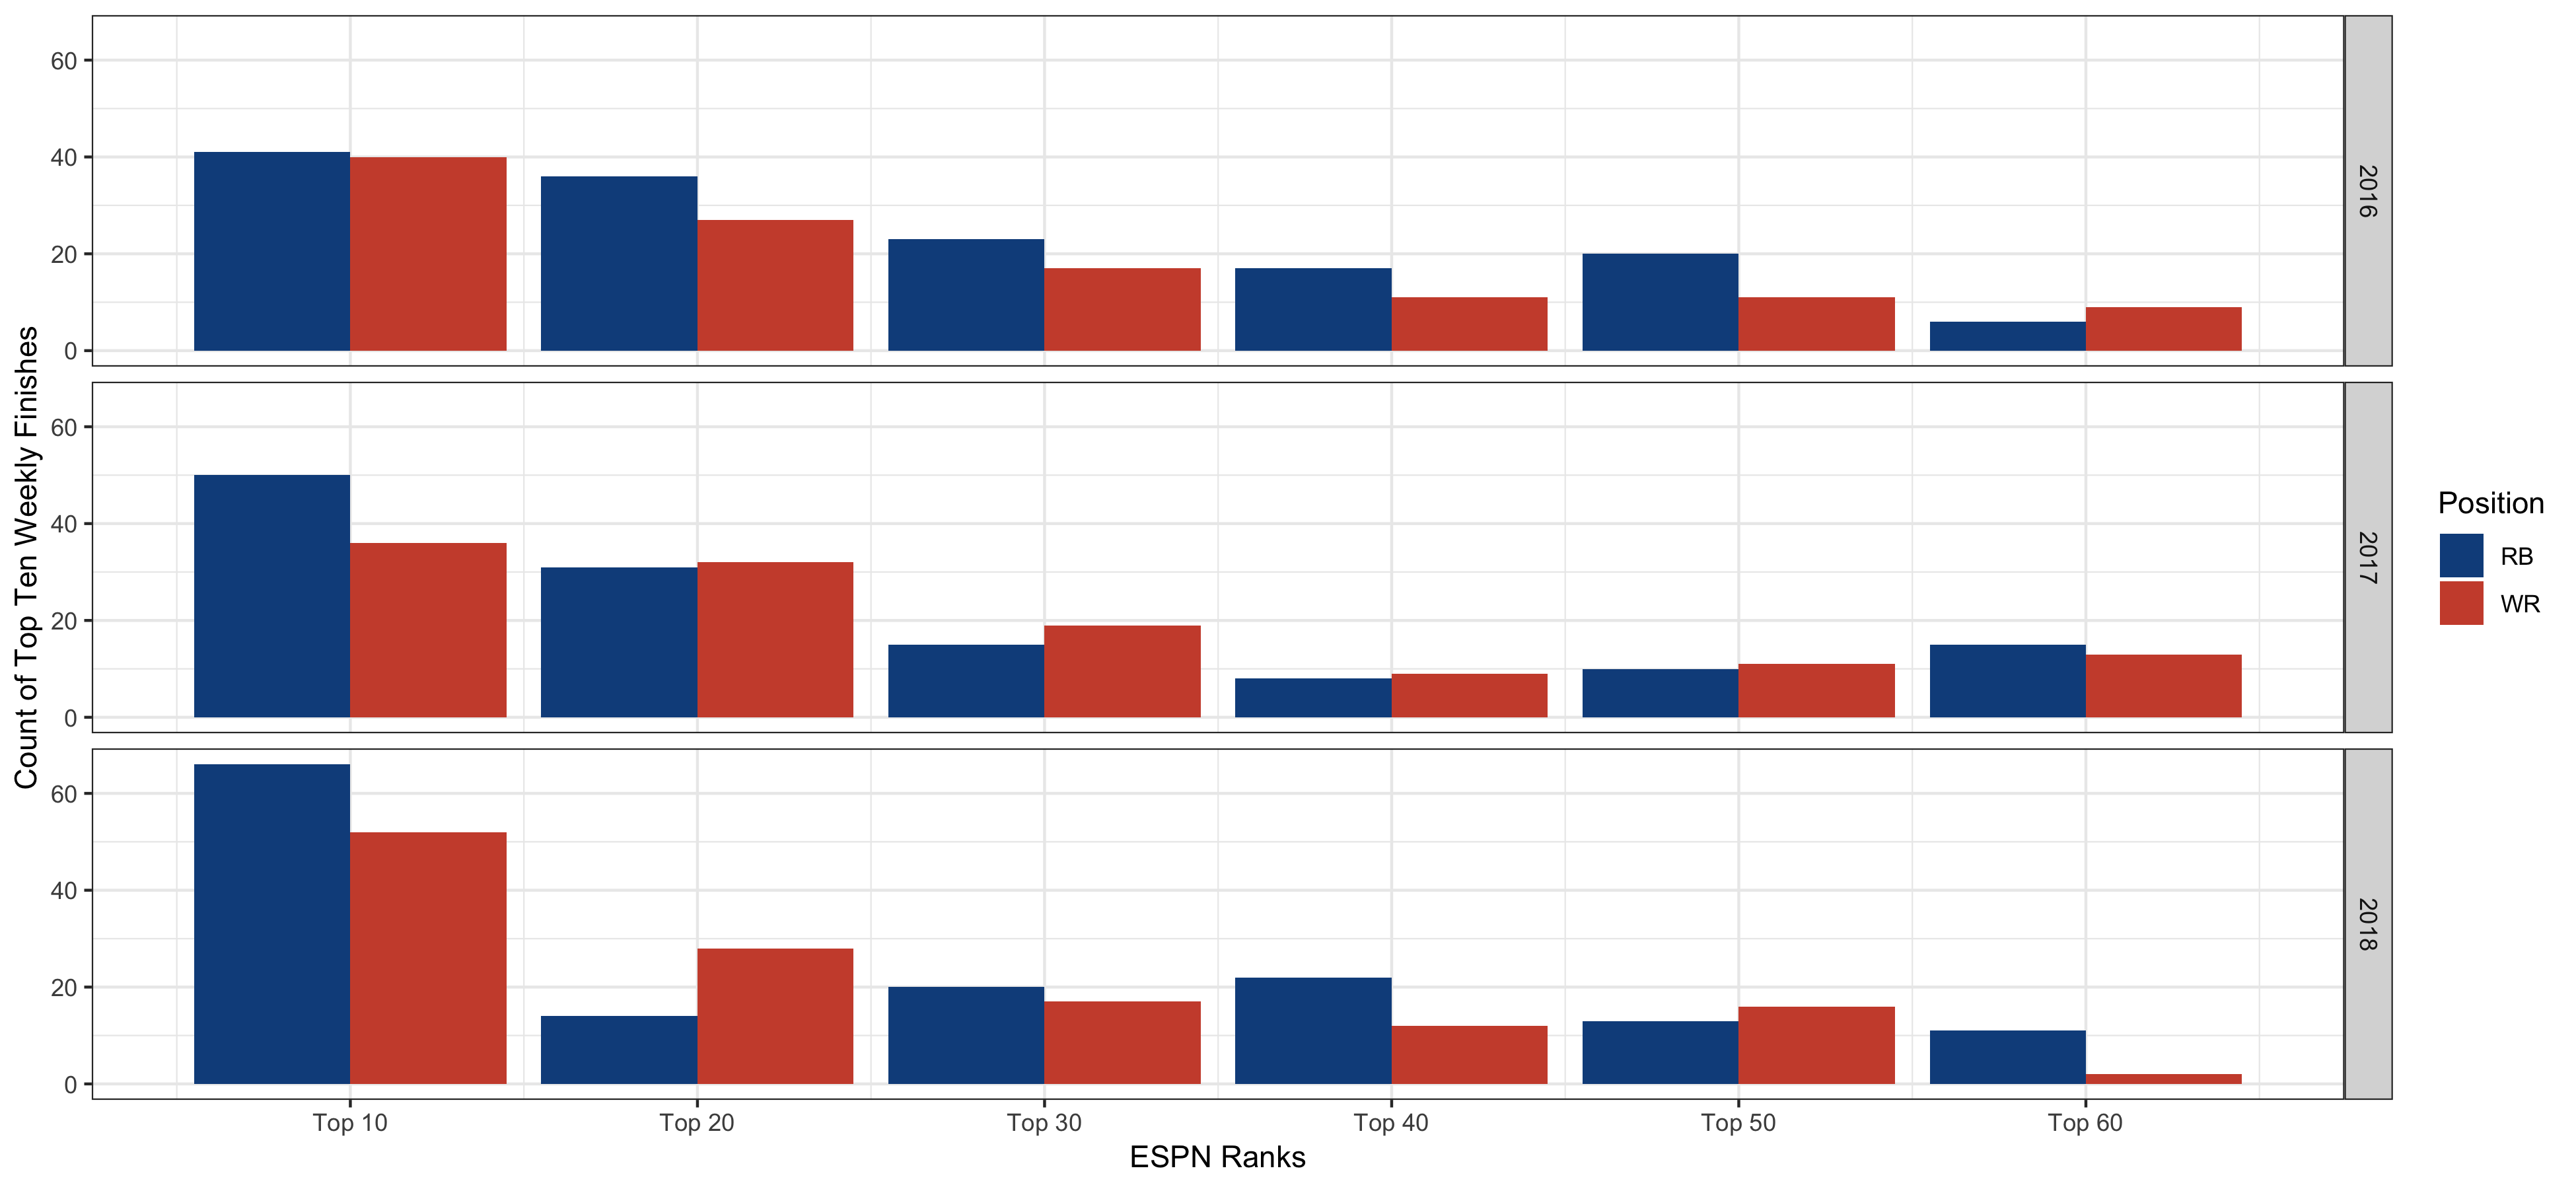 Count of Top Ten Weekly Finishes
60
40
20
0
2016
60
40
20
0
2017
60
40
20
0
2018
Top 10
Top 20
Top 30
Top 40
Top 50
Top 60
ESPN Ranks
Position
RB
WR